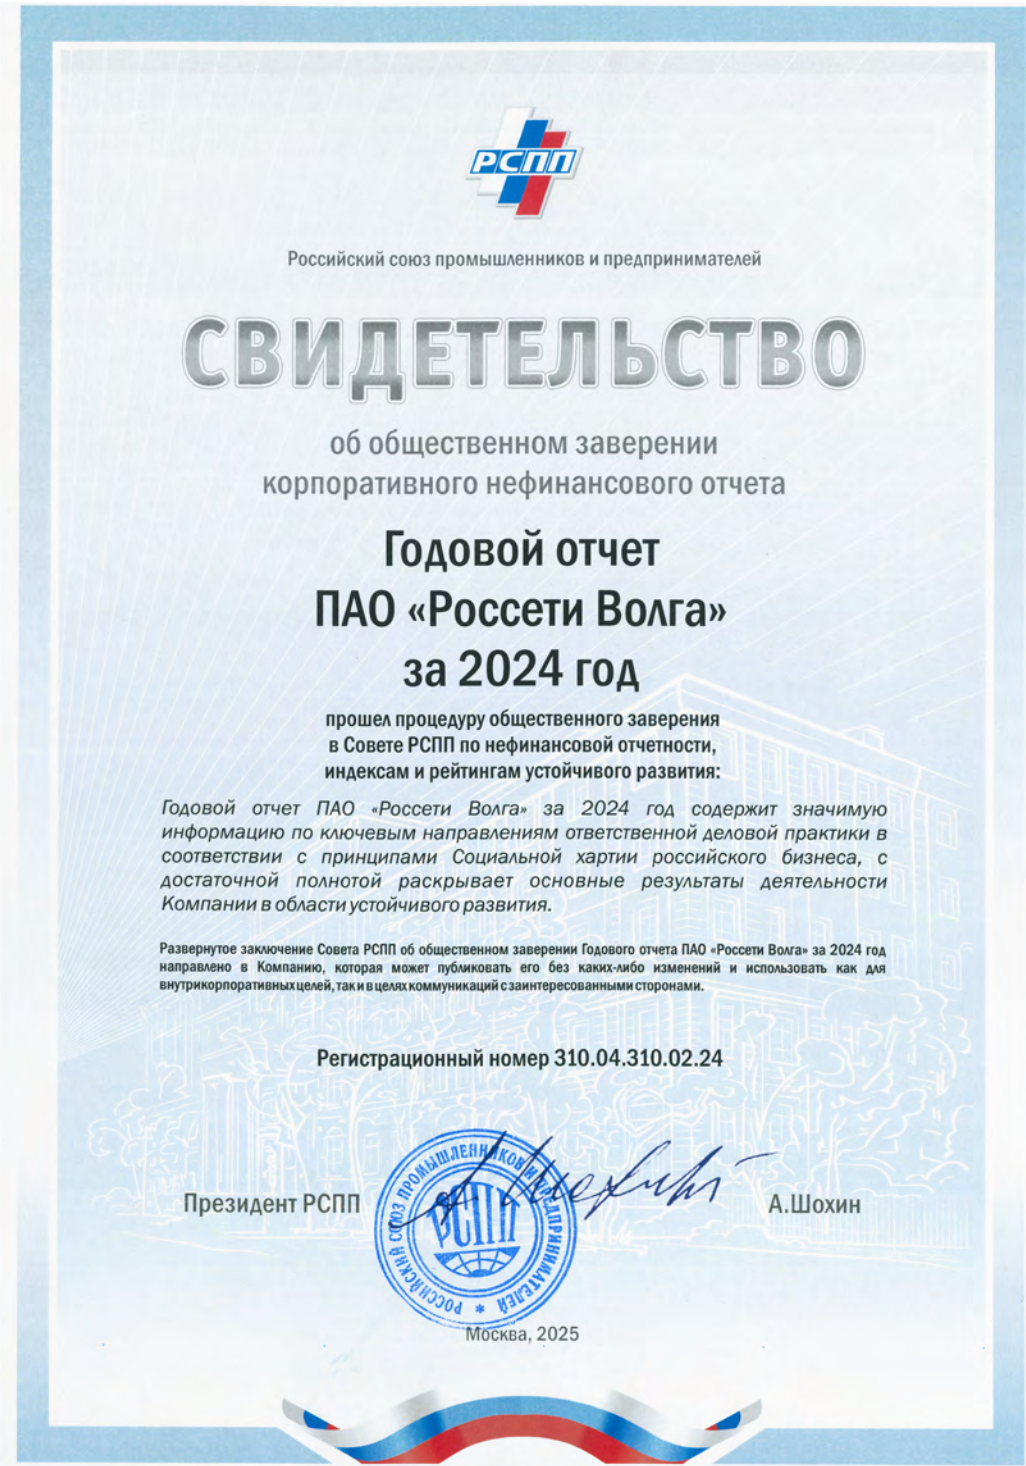 РСПП
Российский союз промышленников и предпринимателей
СВИДЕТЕЛЬСТВО
об общественном заверении
корпоративного нефинансового отчета
Годовой отчет
ПАО «Россети Волга»
за 2024 год
прошел процедуру общественного заверения
в Совете РСПП по нефинансовой отчетности,
индексам и рейтингам устойчивого развития:
Годовой отчет ПАО «Россети Волга» за 2024 год содержит значимую
информацию по ключевым направлениям ответственной деловой практики в
соответствии с принципами Социальной хартии российского бизнеса, с
достаточной полнотой раскрывает основные результаты деятельности
Компании в области устойчивого развития.
Развернутое заключение Совета РСПП об общественном заверении Годового отчета ПАО «Россети Волга» за 2024 год
направлено в Компанию, которая может публиковать его без каких-либо изменений и использовать как для
внутрикорпоративных целей, так и в целях коммуникаций с заинтересованными сторонами.
Регистрационный номер 310.04.310.02.24
Президент РСПП
РОССИЙСКИЙ СОЮЗ ПРОМЫШЛЕННИКОВ И ПРЕДПРИНИМАТЕЛЕЙ *
РСПП
А.Шохин
Москва, 2025